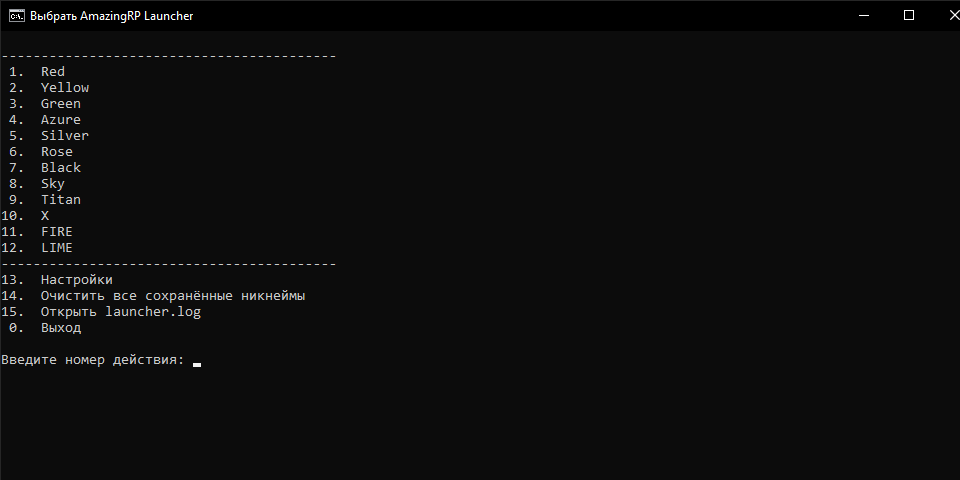 Выбрать AmazingRP Launcher
-----------------------------------------
1. Red
2. Yellow
3. Green
4. Azure
5. Silver
6. Rose
7. Black
8. Sky
9. Titan
10. X
11. FIRE
12. LIME
-----------------------------------------
13. Настройки
14. Очистить все сохранённые никнеймы
15. Открыть launcher.log
0. Выход
Введите номер действия: